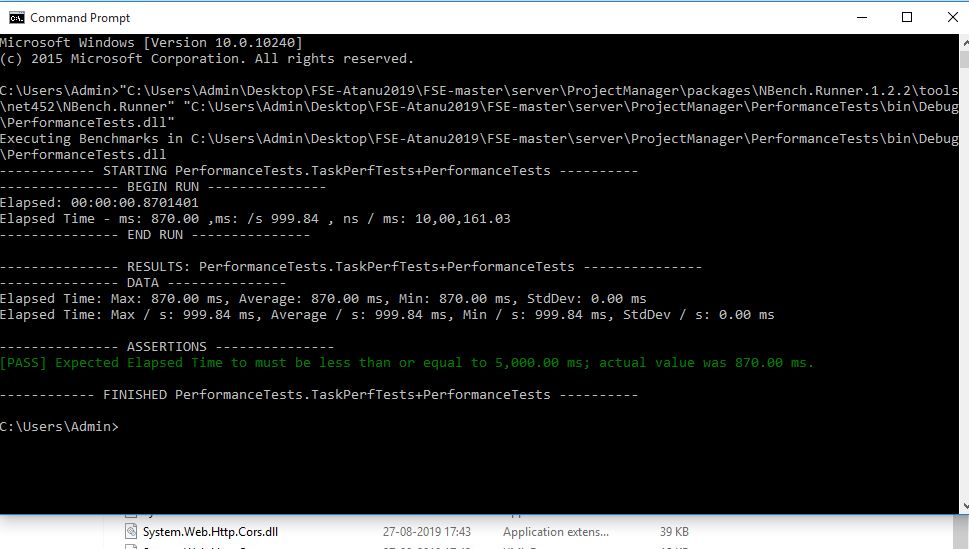 Command Prompt
Microsoft Windows [Version 10.0.10240]
(c) 2015 Microsoft Corporation. All rights reserved.
C:\Users\Admin>"C:\Users\Admin\Desktop\FSE-Atanu2019\FSE-master\server\ProjectManager\packages\NBench.Runner.1.2.2\tools
\net452\NBench.Runner" "C:\Users\Admin\Desktop\FSE-Atanu2019\FSE-master\server\ProjectManager\PerformanceTests\bin\Debug
\PerformanceTests.dll"
Executing Benchmarks in C:\Users\Admin\Desktop\FSE-Atanu2019\FSE-master\server\ProjectManager\PerformanceTests\bin\Debug
\PerformanceTests.dll
------------ STARTING PerformanceTests.TaskPerfTests+PerformanceTests ----------
--------------- BEGIN RUN ---------------
Elapsed: 00:00:00.8701401
Elapsed Time - ms: 870.00 ,ms: /s 999.84 , ns / ms: 10,00,161.03
--------------- END RUN ---------------
--------------- RESULTS: PerformanceTests.TaskPerfTests+PerformanceTests ---------------
--------------- DATA ---------------
Elapsed Time: Max: 870.00 ms, Average: 870.00 ms, Min: 870.00 ms, StdDev: 0.00 ms
Elapsed Time: Max / s: 999.84 ms, Average / s: 999.84 ms, Min / s: 999.84 ms, StdDev / s: 0.00 ms
--------------- ASSERTIONS ---------------
[PASS] Expected Elapsed Time to must be less than or equal to 5,000.00 ms; actual value was 870.00 ms.
------------ FINISHED PerformanceTests.TaskPerfTests+PerformanceTests ----------
C:\Users\Admin>
System.Web.Http.Cors.dll 27-08-2019 17:43 Application extens... 39 KB